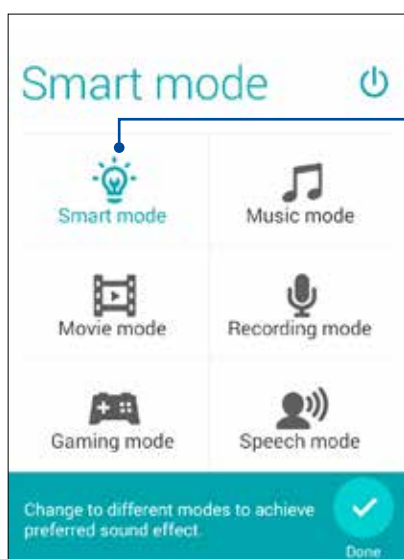 Smart mode
Smart mode
Music mode
Movie mode
Recording mode
Gaming mode
Speech mode
Change to different modes to achieve
preferred sound effect.
Done